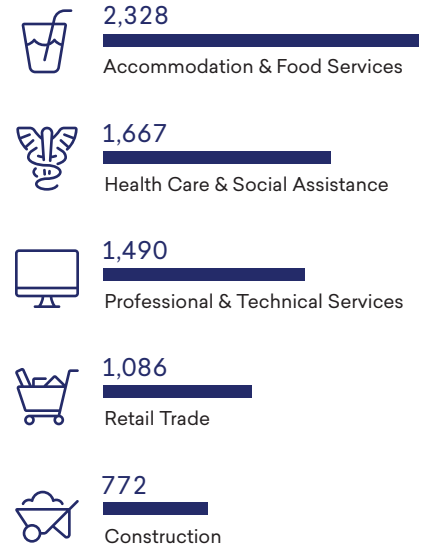 2,328
Accommodation & Food Services
1,667
Health Care & Social Assistance
1,490
Professional & Technical Services
1,086
Retail Trade
772
Construction